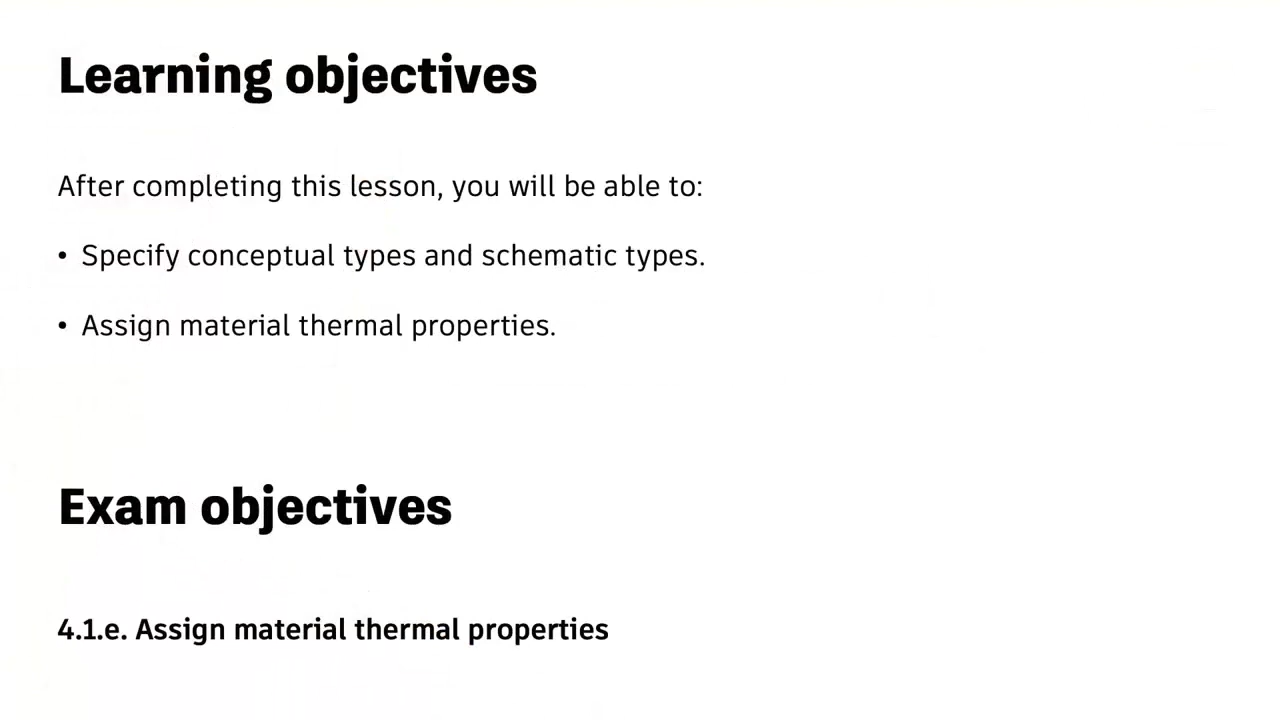 Learning objectives
After completing this lesson, you will be able to:
• Specify conceptual types and schematic types.
• Assign material thermal properties.
Exam objectives
4.1.e. Assign material thermal properties